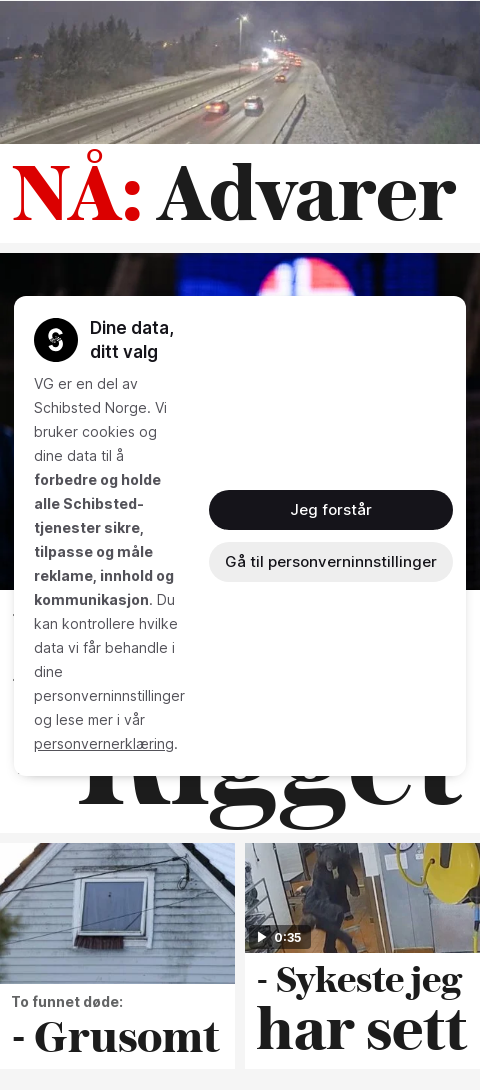 NÅ: Advarer
Dine data,
ditt valg
VG er en del av
Schibsted Norge. Vi
bruker cookies og
dine data til å
forbedre og holde
alle Schibsted-
tjenester sikre,
tilpasse og måle
reklame, innhold og
kommunikasjon. Du
kan kontrollere hvilke
data vi får behandle i
dine
personverninnstillinger
og lese mer i vår
personvernerklæring.
Jeg forstår
Gå til personverninnstillinger
Rigget
0:35
To funnet døde:
- Grusomt
- Sykeste jeg
har sett